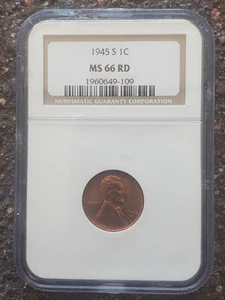 1945 S 1C
MS 66 RD
1960649-109
NUMISMATIC GUARANTY CORPORATION